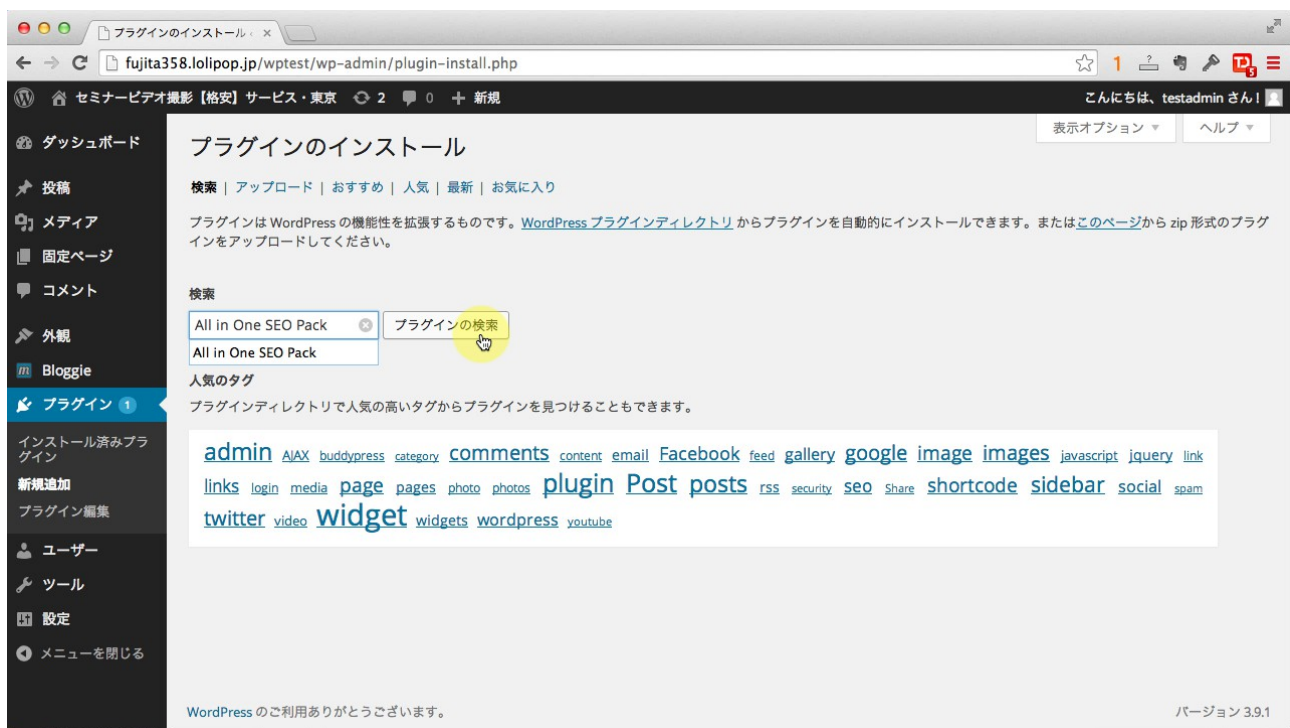 プラグインのインストール ‹
fujita358.lolipop.jp/wptest/wp-admin/plugin-install.php
1
5
セミナービデオ撮影【格安】サービス・東京 2 0 新規
こんにちは、testadmin さん！
表示オプション ヘルプ
ダッシュボード
投稿
メディア
固定ページ
コメント
外観
Bloggie
プラグイン 1
インストール済みプラ
グイン
新規追加
プラグイン編集
ユーザー
ツール
設定
メニューを閉じる
プラグインのインストール
検索 | アップロード | おすすめ | 人気 | 最新 | お気に入り
プラグインは WordPress の機能性を拡張するものです。WordPress プラグインディレクトリ からプラグインを自動的にインストールできます。またはこのページから zip 形式のプラグ
インをアップロードしてください。
検索
All in One SEO Pack プラグインの検索
All in One SEO Pack
人気のタグ
プラグインディレクトリで人気の高いタグからプラグインを見つけることもできます。
admin AJAX buddypress category comments content email Facebook feed gallery google image images javascript jquery link
links login media page pages photo photos plugin Post posts rss security seo Share shortcode sidebar social spam
twitter video widget widgets wordpress youtube
WordPress のご利用ありがとうございます。
バージョン 3.9.1